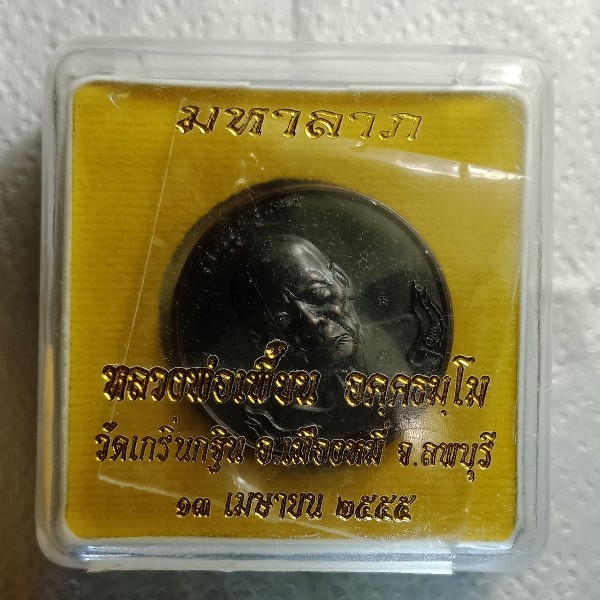 มหาลาภ
หลวงพ่อเพี้ยน อคฺคธมฺโม
วัดเกริ่นกฐิน อ.เมืองหมี่ จ.ลพบุรี
๑๓ เมษายน ๒๕๕๕